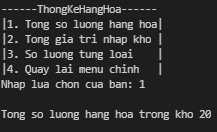 ------ThongKeHangHoa------
|1. Tong so luong hang hoa|
|2. Tong gia tri nhap kho |
|3. So luong tung loai |
|4. Quay lai menu chinh |
Nhap lua chon cua ban: 1
Tong so luong hang hoa trong kho 20